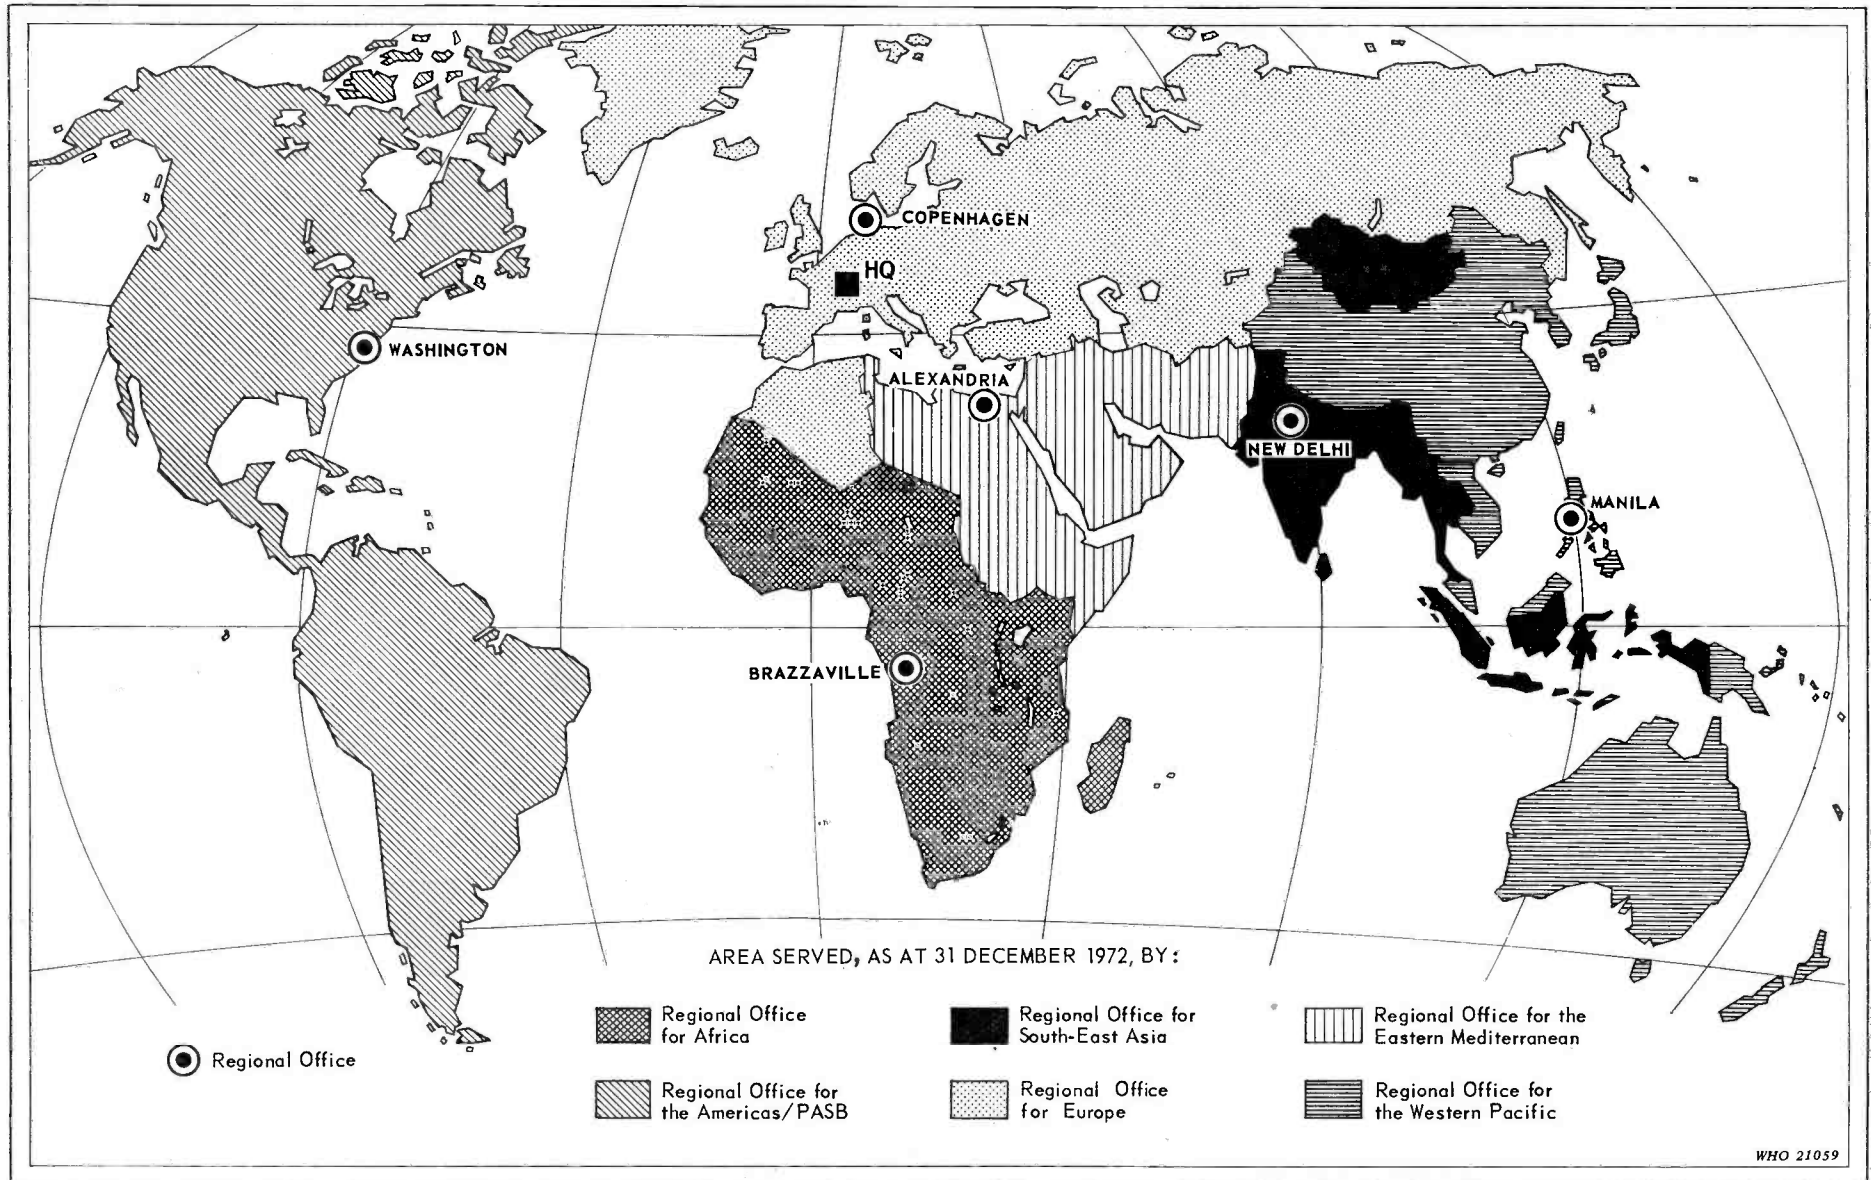 COPENHAGEN
HQ
WASHINGTON
ALEXANDRIA
NEW DELHI
MANILA
BRAZZAVILLE
AREA SERVED, AS AT 31 DECEMBER 1972, BY:
Regional Office
Regional Office
for Africa
Regional Office for
South-East Asia
Regional Office for the
Eastern Mediterranean
Regional Office for
the Americas/PASB
Regional Office
for Europe
Regional Office for
the Western Pacific
WHO 21059